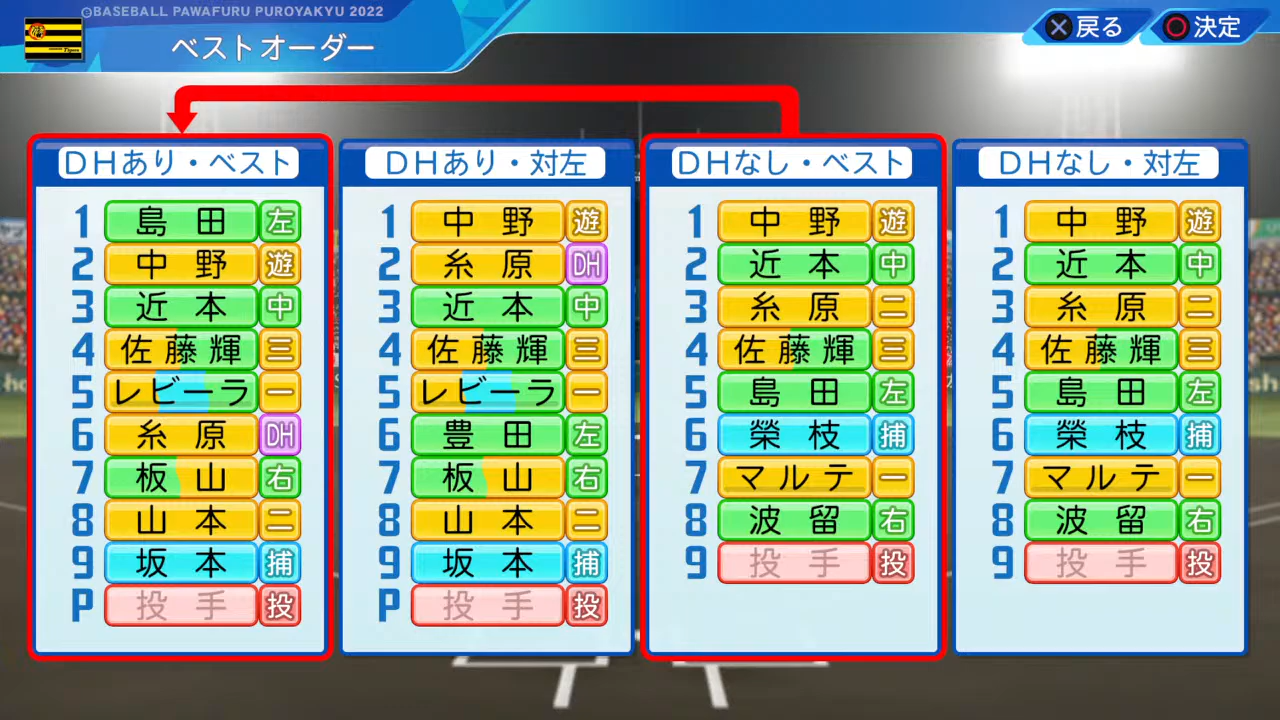 ©BASEBALL PAWAFURU PUROYAKYU 2022
ベストオーダー
戻る
決定
DHあり・ベスト
1 島田 左
2 中野 遊
3 近本 中
4 佐藤輝 三
5 レビーラ 一
6 糸原 DH
7 板山 右
8 山本 二
9 坂本 捕
P 投手 投
DHあり・対左
1 中野 遊
2 糸原 DH
3 近本 中
4 佐藤輝 三
5 レビーラ 一
6 豊田 左
7 板山 右
8 山本 二
9 坂本 捕
P 投手 投
DHなし・ベスト
1 中野 遊
2 近本 中
3 糸原 二
4 佐藤輝 三
5 島田 左
6 榮枝 捕
7 マルテ 一
8 波留 右
9 投手 投
DHなし・対左
1 中野 遊
2 近本 中
3 糸原 二
4 佐藤輝 三
5 島田 左
6 榮枝 捕
7 マルテ 一
8 波留 右
9 投手 投